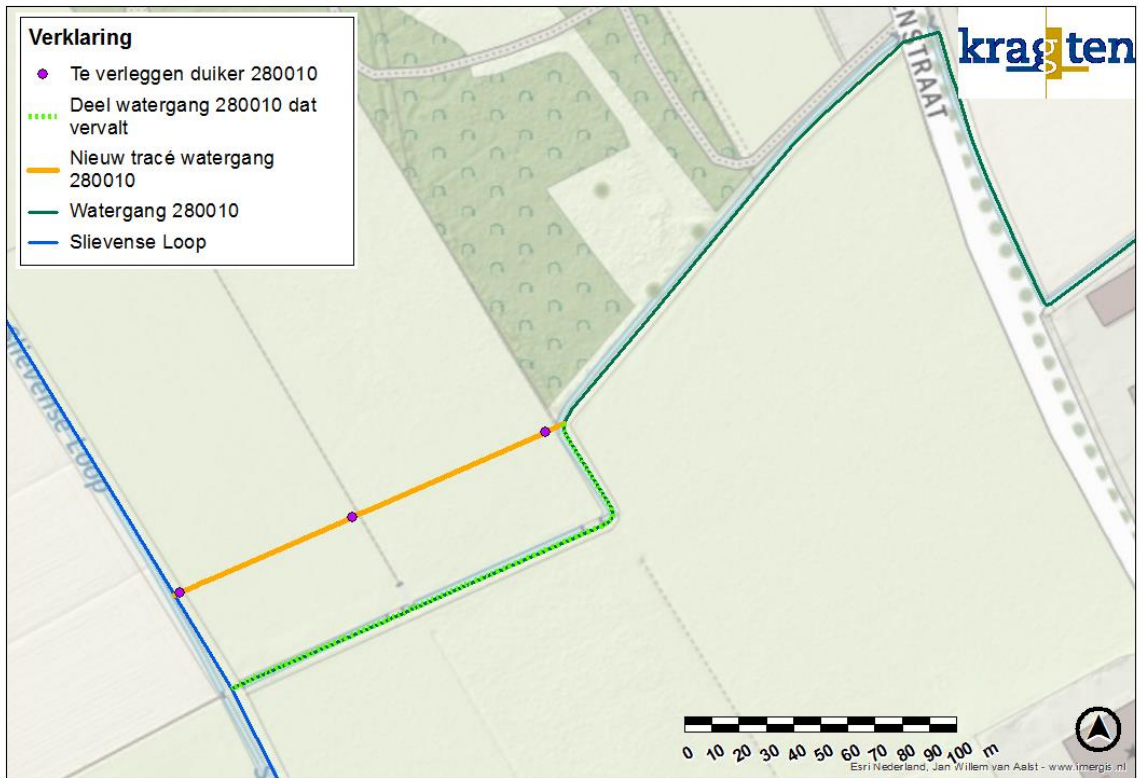 Verklaring
Te verleggen duiker 280010
Deel watergang 280010 dat
vervalt
Nieuw tracé watergang
280010
Watergang 280010
Slievense Loop
kragten
NSTRAAT
Slievense Loop
0 10 20 30 40 50 60 70 80 90 100 m
Esri Nederland, Jan Willem van Aalst - www.imergis.nl